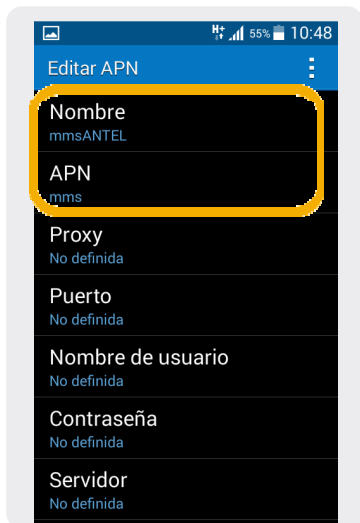 H+ 55% 10:48
Editar APN
Nombre
mmsANTEL
APN
mms
Proxy
No definida
Puerto
No definida
Nombre de usuario
No definida
Contraseña
No definida
Servidor
No definida